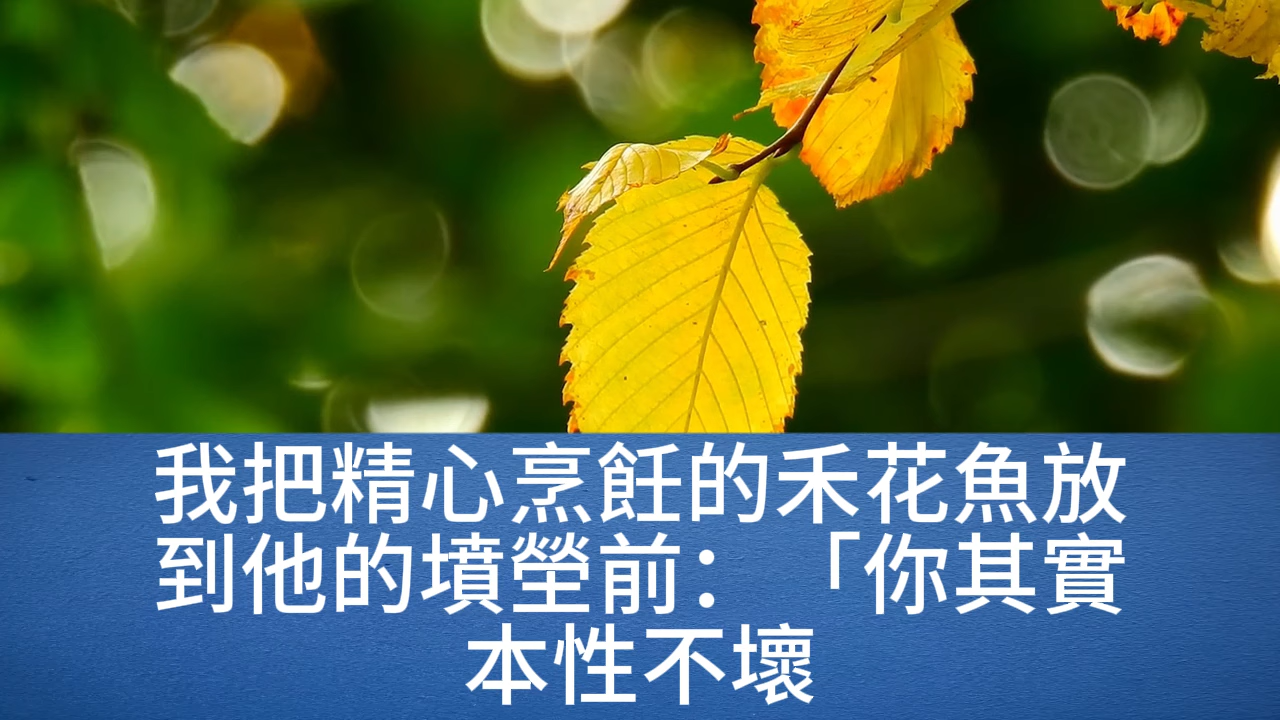 我把精心烹飪的禾花魚放
到他的墳塋前：「你其實
本性不壞